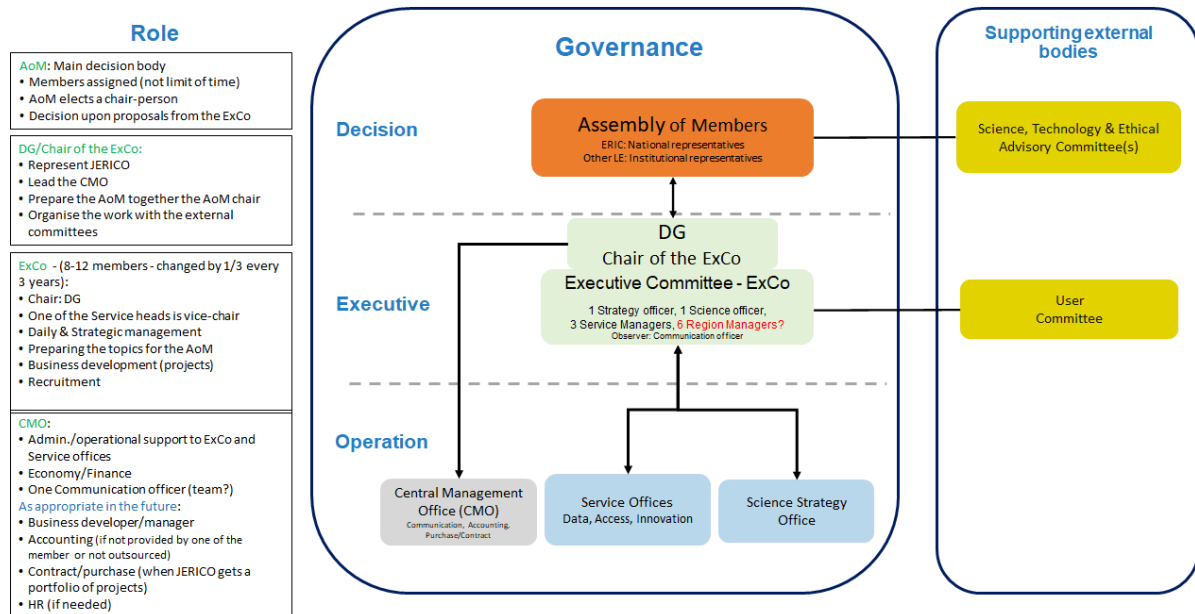 Role
AoM: Main decision body
• Members assigned (not limit of time)
• AoM elects a chair-person
• Decision upon proposals from the ExCo
DG/Chair of the ExCo:
• Represent JERICO
• Lead the CMO
• Prepare the AoM together the AoM chair
• Organise the work with the external
committees
ExCo - (8-12 members - changed by 1/3 every
3 years):
• Chair: DG
• One of the Service heads is vice-chair
• Daily & Strategic management
• Preparing the topics for the AoM
• Business development (projects)
• Recruitment
CMO:
• Admin./operational support to ExCo and
Service offices
• Economy/Finance
• One Communication officer (team?)
As appropriate in the future:
• Business developer/manager
• Accounting (if not provided by one of the
member or not outsourced)
• Contract/purchase (when JERICO gets a
portfolio of projects)
• HR (if needed)
Governance
Decision
Assembly of Members
ERIC: National representatives
Other LE: Institutional representatives
Executive
DG
Chair of the ExCo
Executive Committee - ExCo
1 Strategy officer, 1 Science officer,
3 Service Managers, 6 Region Managers?
Observer: Communication officer
Operation
Central Management
Office (CMO)
Communication, Accounting,
Purchase/Contract
Service Offices
Data, Access, Innovation
Science Strategy
Office
Supporting external
bodies
Science, Technology & Ethical
Advisory Committee(s)
User
Committee